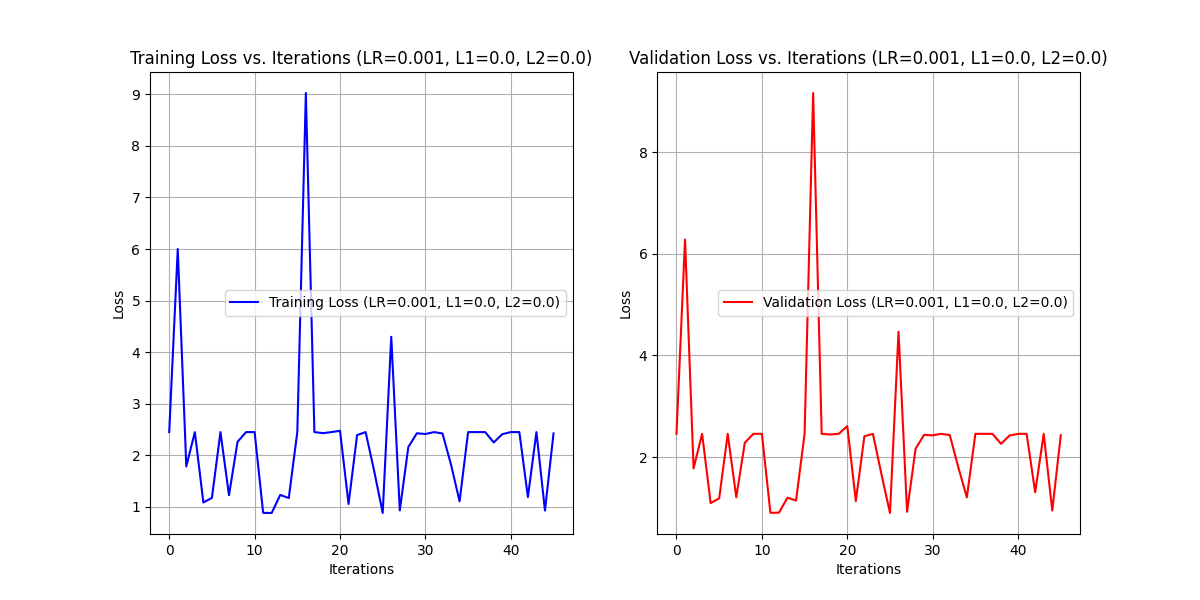 Training Loss vs. Iterations (LR=0.001, L1=0.0, L2=0.0)
9
8
7
6
5
4
3
2
1
Loss
Training Loss (LR=0.001, L1=0.0, L2=0.0)
0 10 20 30 40
Iterations
Validation Loss vs. Iterations (LR=0.001, L1=0.0, L2=0.0)
8
6
4
2
Loss
Validation Loss (LR=0.001, L1=0.0, L2=0.0)
0 10 20 30 40
Iterations